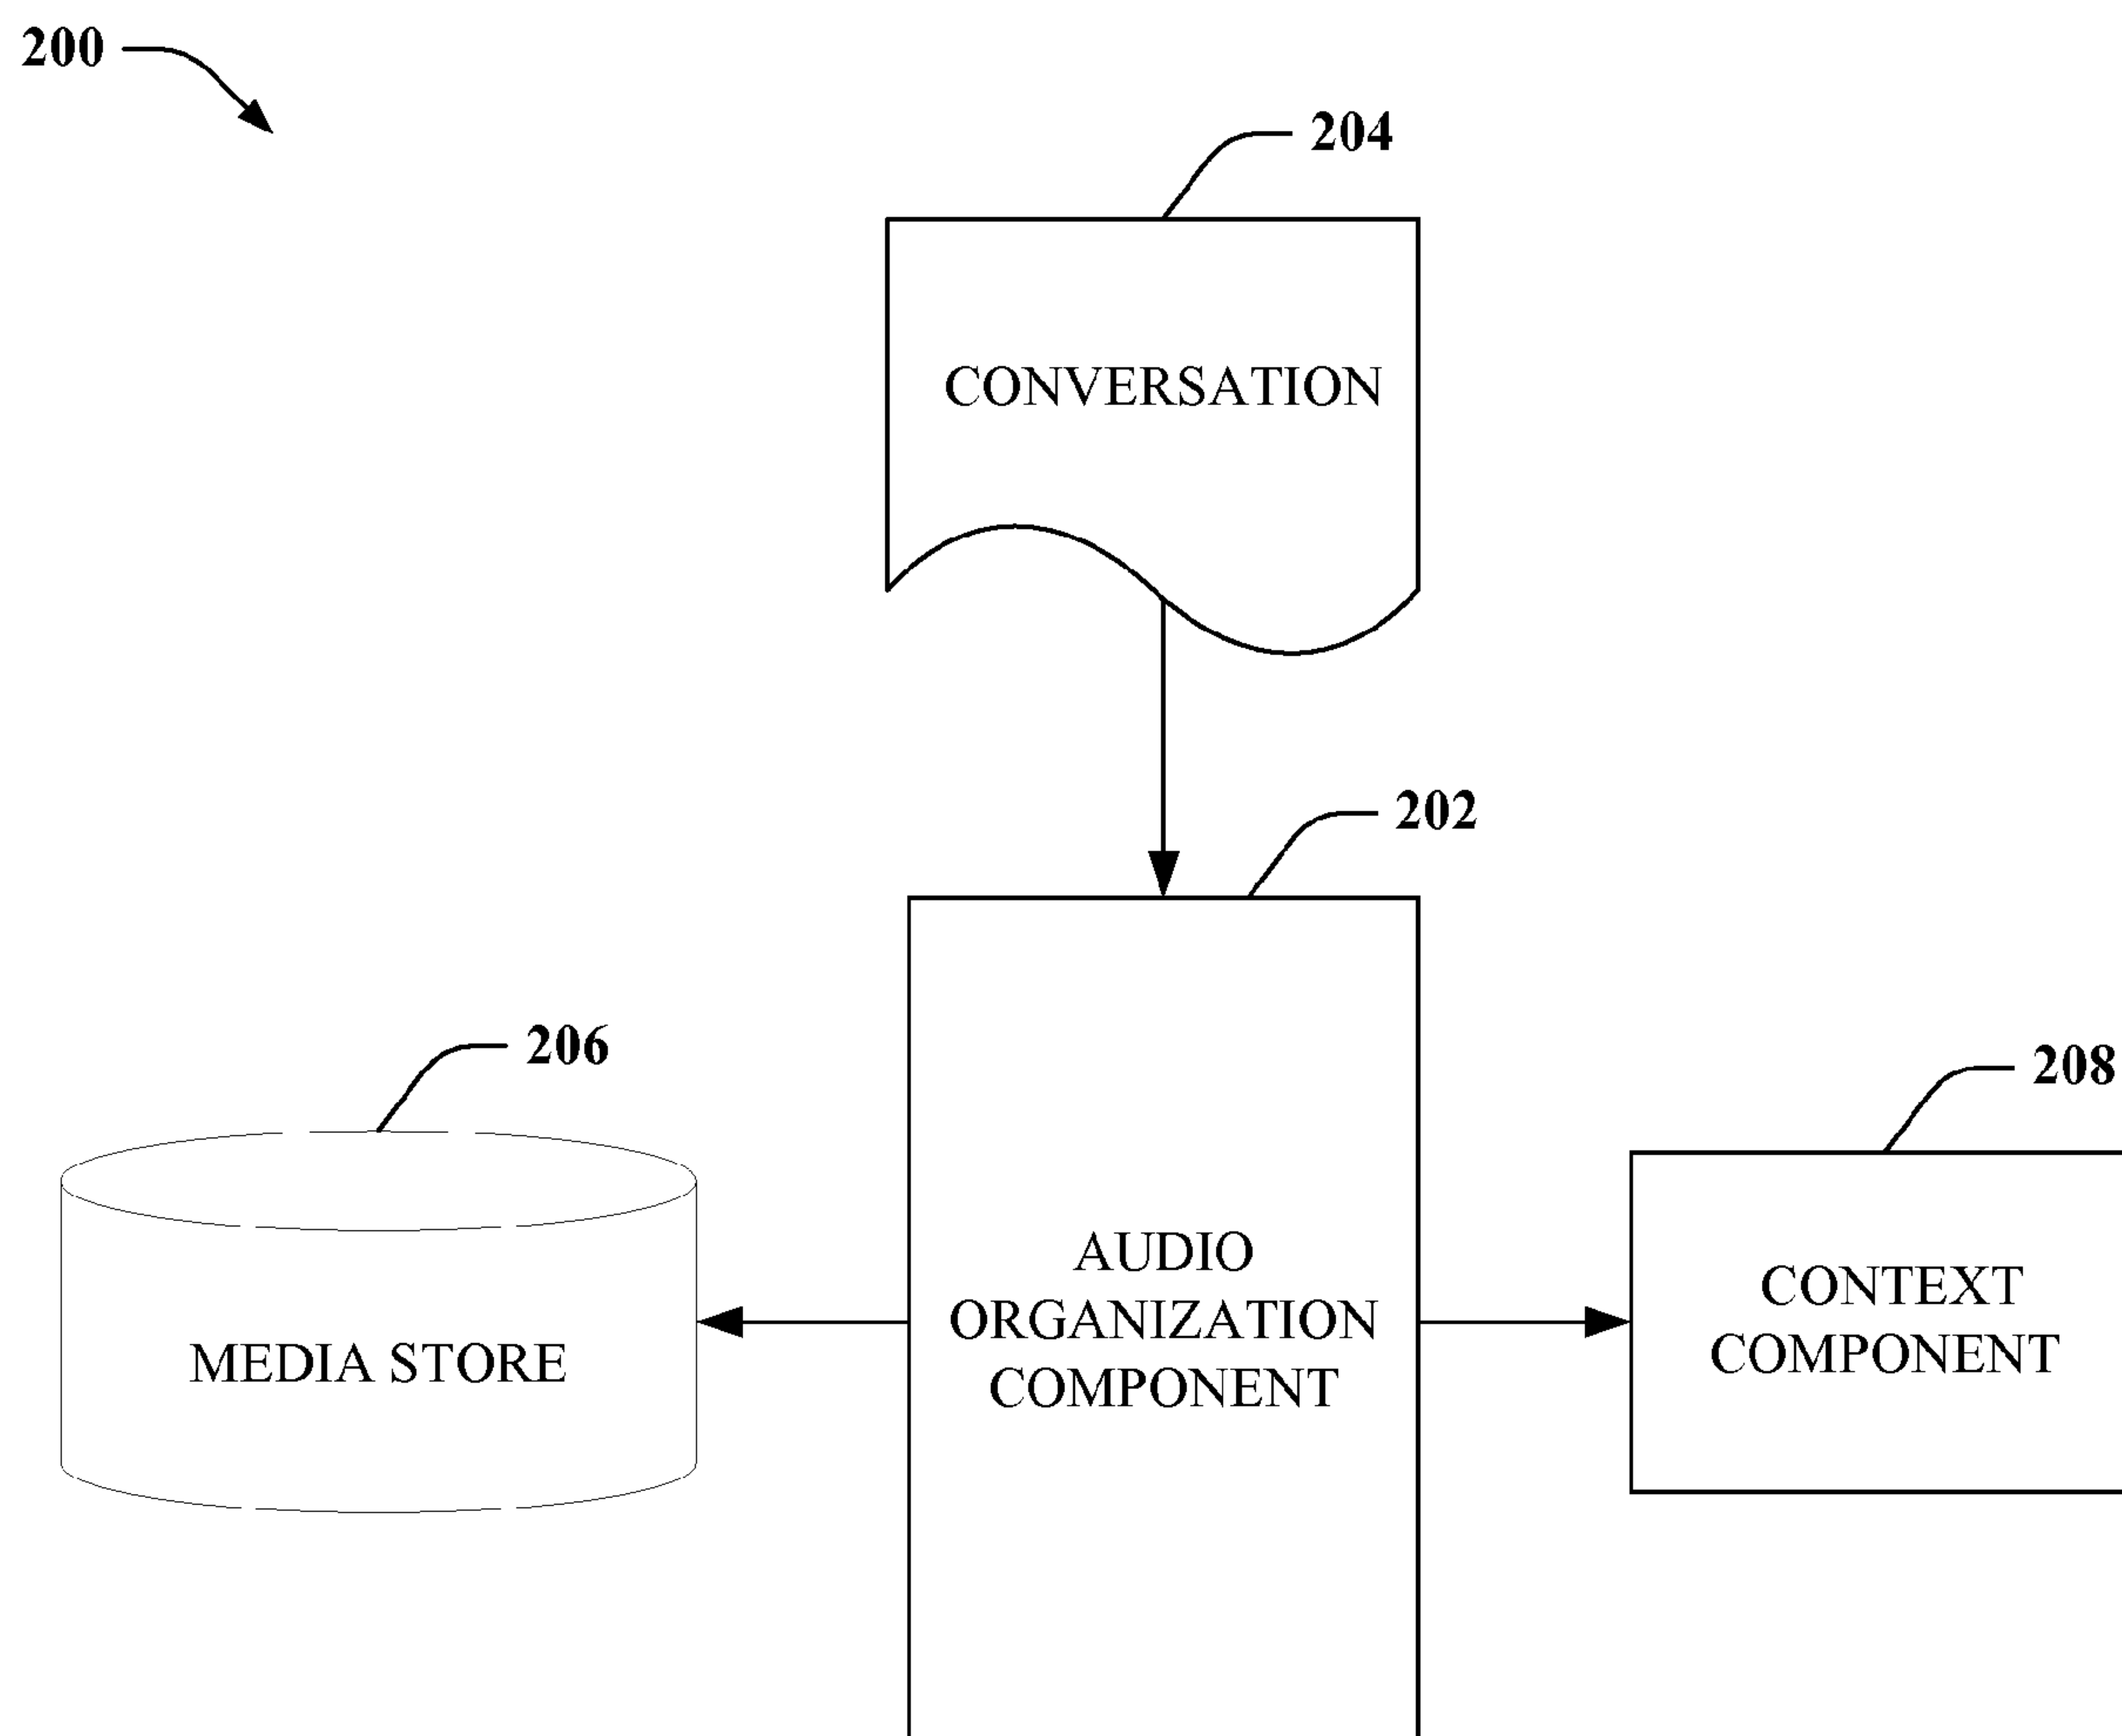 200
204
CONVERSATION
202
206
208
AUDIO
ORGANIZATION
COMPONENT
CONTEXT
COMPONENT
MEDIA STORE